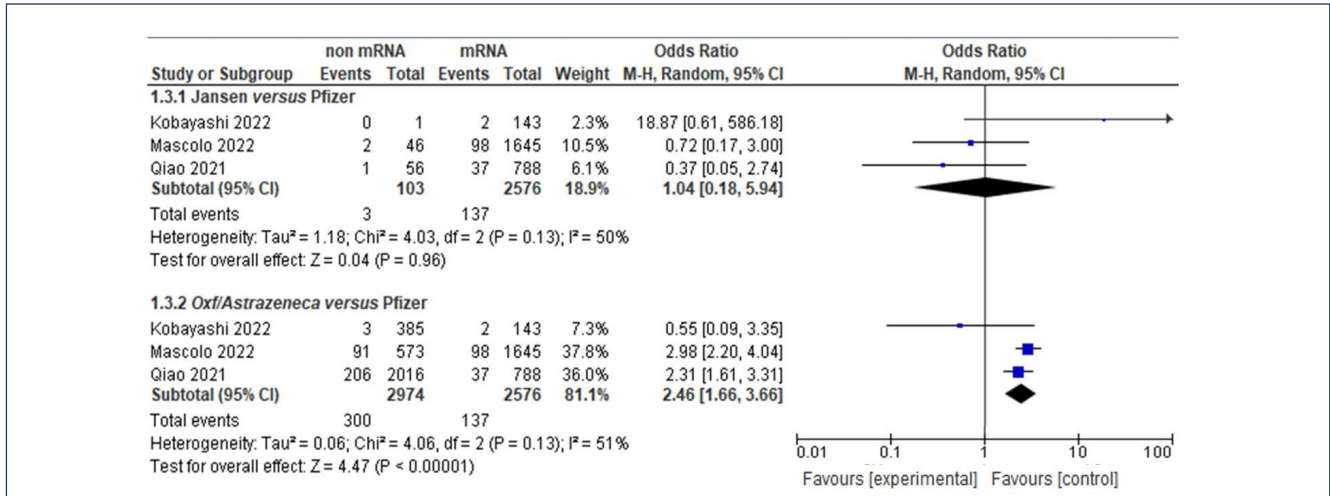 non mRNA mRNA Odds Ratio Odds Ratio
Study or Subgroup Events Total Events Total Weight M-H, Random, 95% CI M-H, Random, 95% CI
1.3.1 Jansen versus Pfizer
Kobayashi 2022 0 1 2 143 2.3% 18.87 [0.61, 586.18]
Mascolo 2022 2 46 98 1645 10.5% 0.72 [0.17, 3.00]
Qiao 2021 1 56 37 788 6.1% 0.37 [0.05, 2.74]
Subtotal (95% CI) 103 2576 18.9% 1.04 [0.18, 5.94]
Total events 3 137
Heterogeneity: Tau² = 1.18; Chi² = 4.03, df = 2 (P = 0.13); I² = 50%
Test for overall effect: Z = 0.04 (P = 0.96)
1.3.2 Oxf/Astrazeneca versus Pfizer
Kobayashi 2022 3 385 2 143 7.3% 0.55 [0.09, 3.35]
Mascolo 2022 91 573 98 1645 37.8% 2.98 [2.20, 4.04]
Qiao 2021 206 2016 37 788 36.0% 2.31 [1.61, 3.31]
Subtotal (95% CI) 2974 2576 81.1% 2.46 [1.66, 3.66]
Total events 300 137
Heterogeneity: Tau² = 0.06; Chi² = 4.06, df = 2 (P = 0.13); I² = 51%
Test for overall effect: Z = 4.47 (P < 0.00001)
0.01 0.1 1 10 100
Favours [experimental] Favours [control]